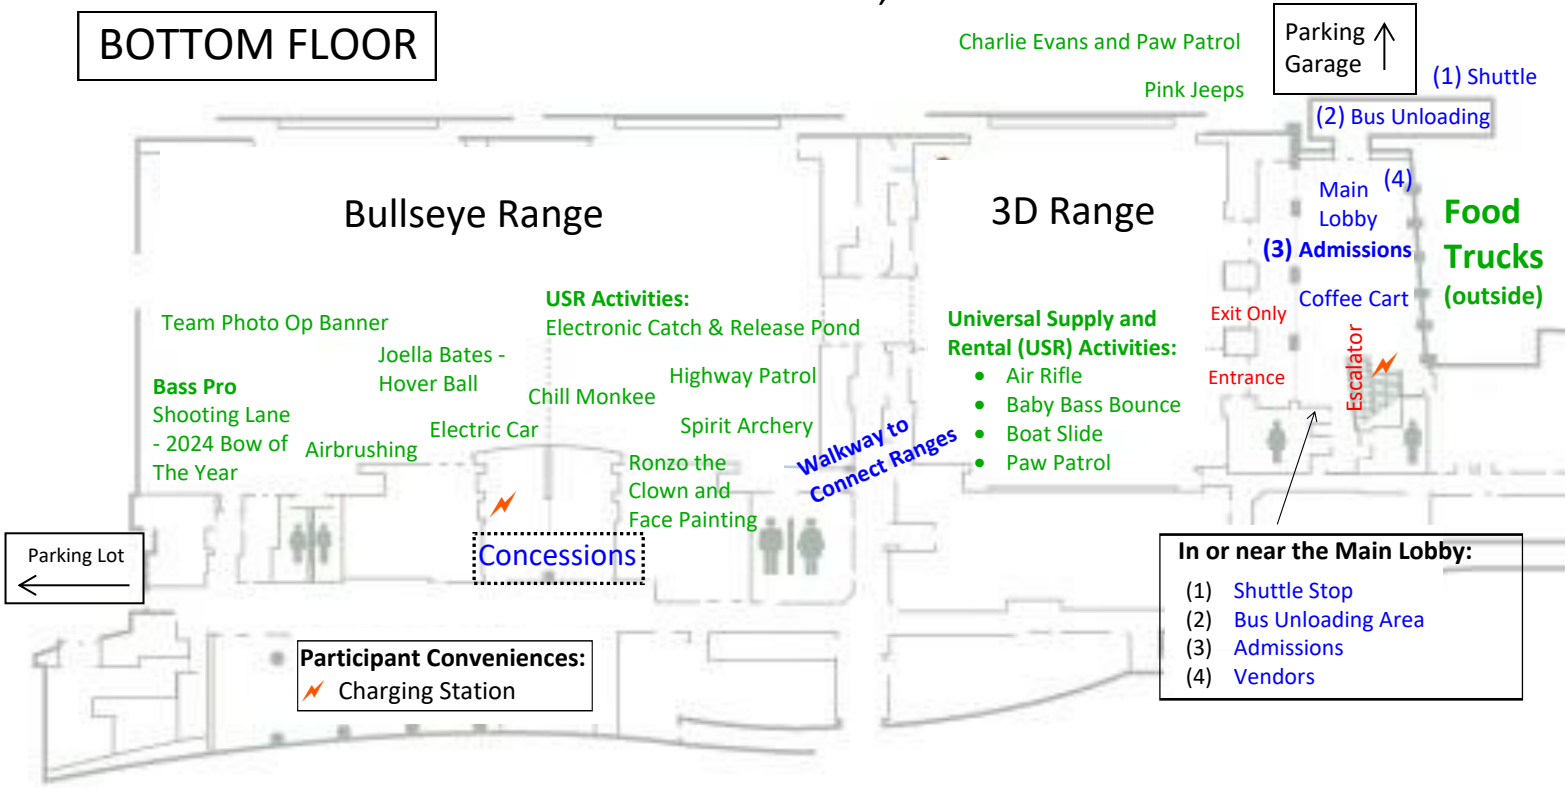 BOTTOM FLOOR
Charlie Evans and Paw Patrol
Pink Jeeps
Parking
Garage
(1) Shuttle
(2) Bus Unloading
Bullseye Range
3D Range
Main
Lobby
(4)
(3) Admissions
Coffee Cart
Food
Trucks
(outside)
Exit Only
Entrance
Escalator
Team Photo Op Banner
Joella Bates -
Hover Ball
Bass Pro
Shooting Lane
- 2024 Bow of
The Year
Airbrushing
Electric Car
USR Activities:
Electronic Catch & Release Pond
Chill Monkee
Highway Patrol
Spirit Archery
Ronzo the
Clown and
Face Painting
Walkway to
Connect Ranges
Universal Supply and
Rental (USR) Activities:
• Air Rifle
• Baby Bass Bounce
• Boat Slide
• Paw Patrol
Concessions
Parking Lot
Participant Conveniences:
Charging Station
In or near the Main Lobby:
(1) Shuttle Stop
(2) Bus Unloading Area
(3) Admissions
(4) Vendors